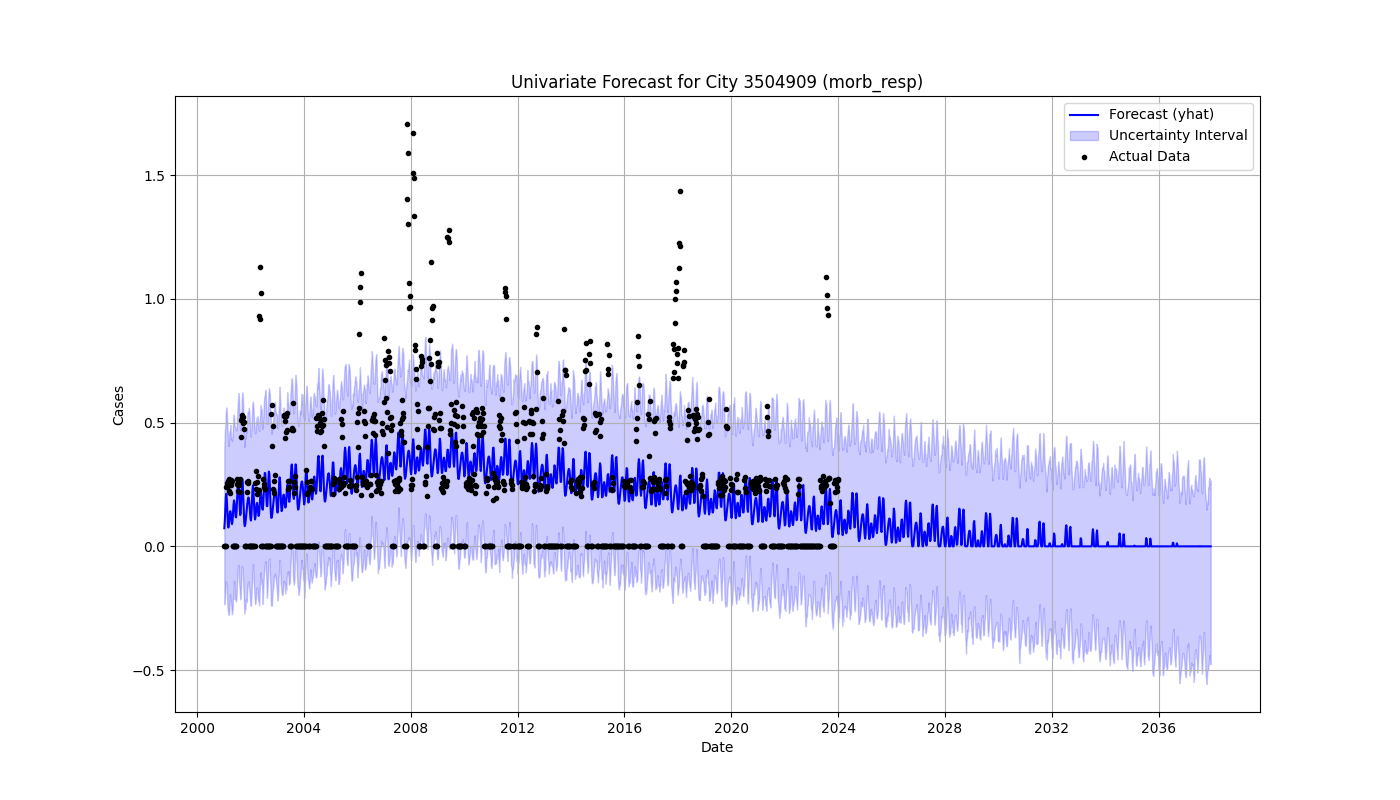 Univariate Forecast for City 3504909 (morb_resp)
Forecast (yhat)
Uncertainty Interval
Actual Data
Cases
1.5
1.0
0.5
0.0
−0.5
2000 2004 2008 2012 2016 2020 2024 2028 2032 2036
Date